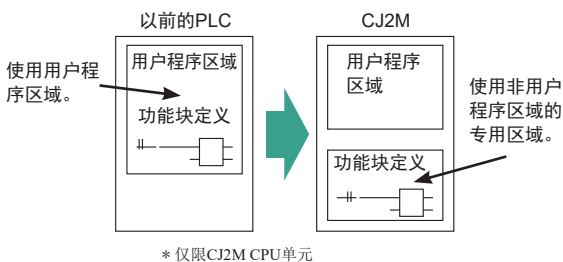 以前的PLC
CJ2M
使用用户程
序区域。
用户程序区域
功能块定义
用户程序
区域
功能块定义
使用非用户
程序区域的
专用区域。
* 仅限CJ2M CPU单元